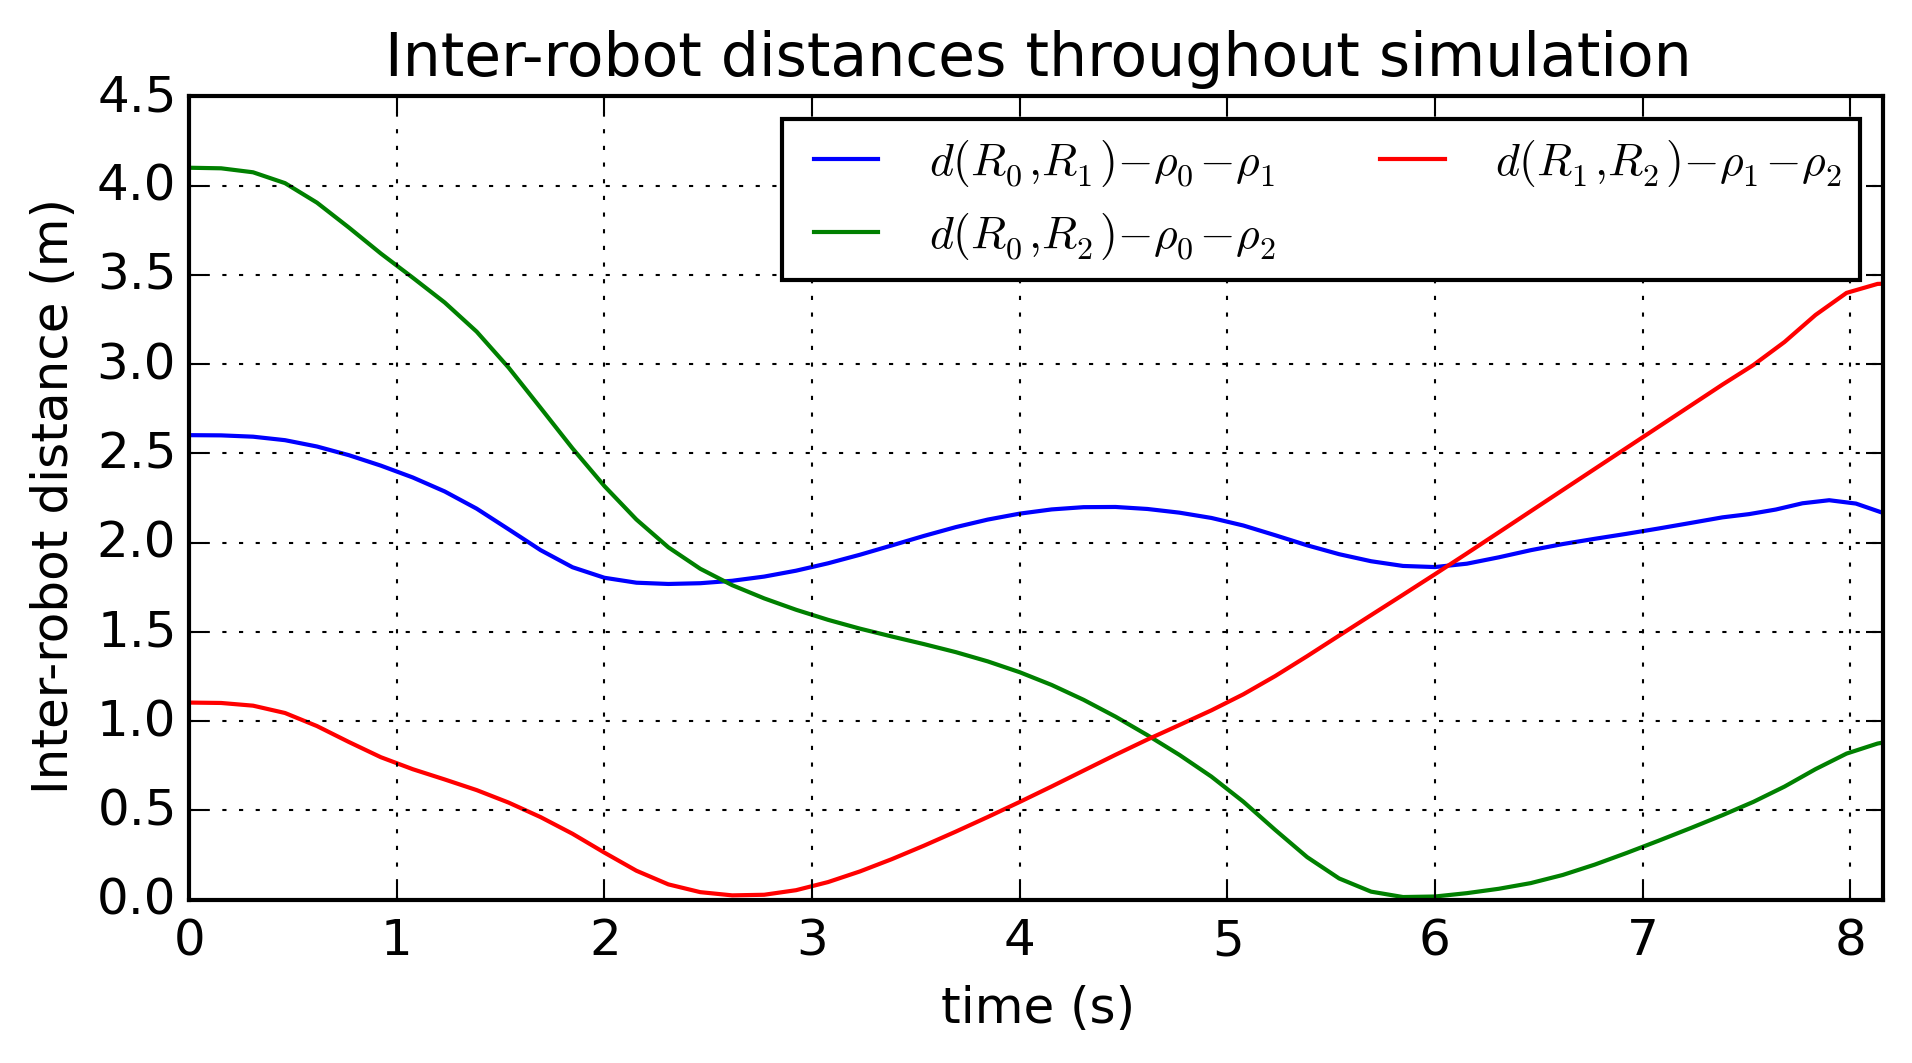 Inter-robot distances throughout simulation
Inter-robot distance (m)
4.5
4.0
3.5
3.0
2.5
2.0
1.5
1.0
0.5
0.0
d(R₀,R₁)−ρ₀−ρ₁
d(R₀,R₂)−ρ₀−ρ₂
d(R₁,R₂)−ρ₁−ρ₂
0 1 2 3 4 5 6 7 8
time (s)